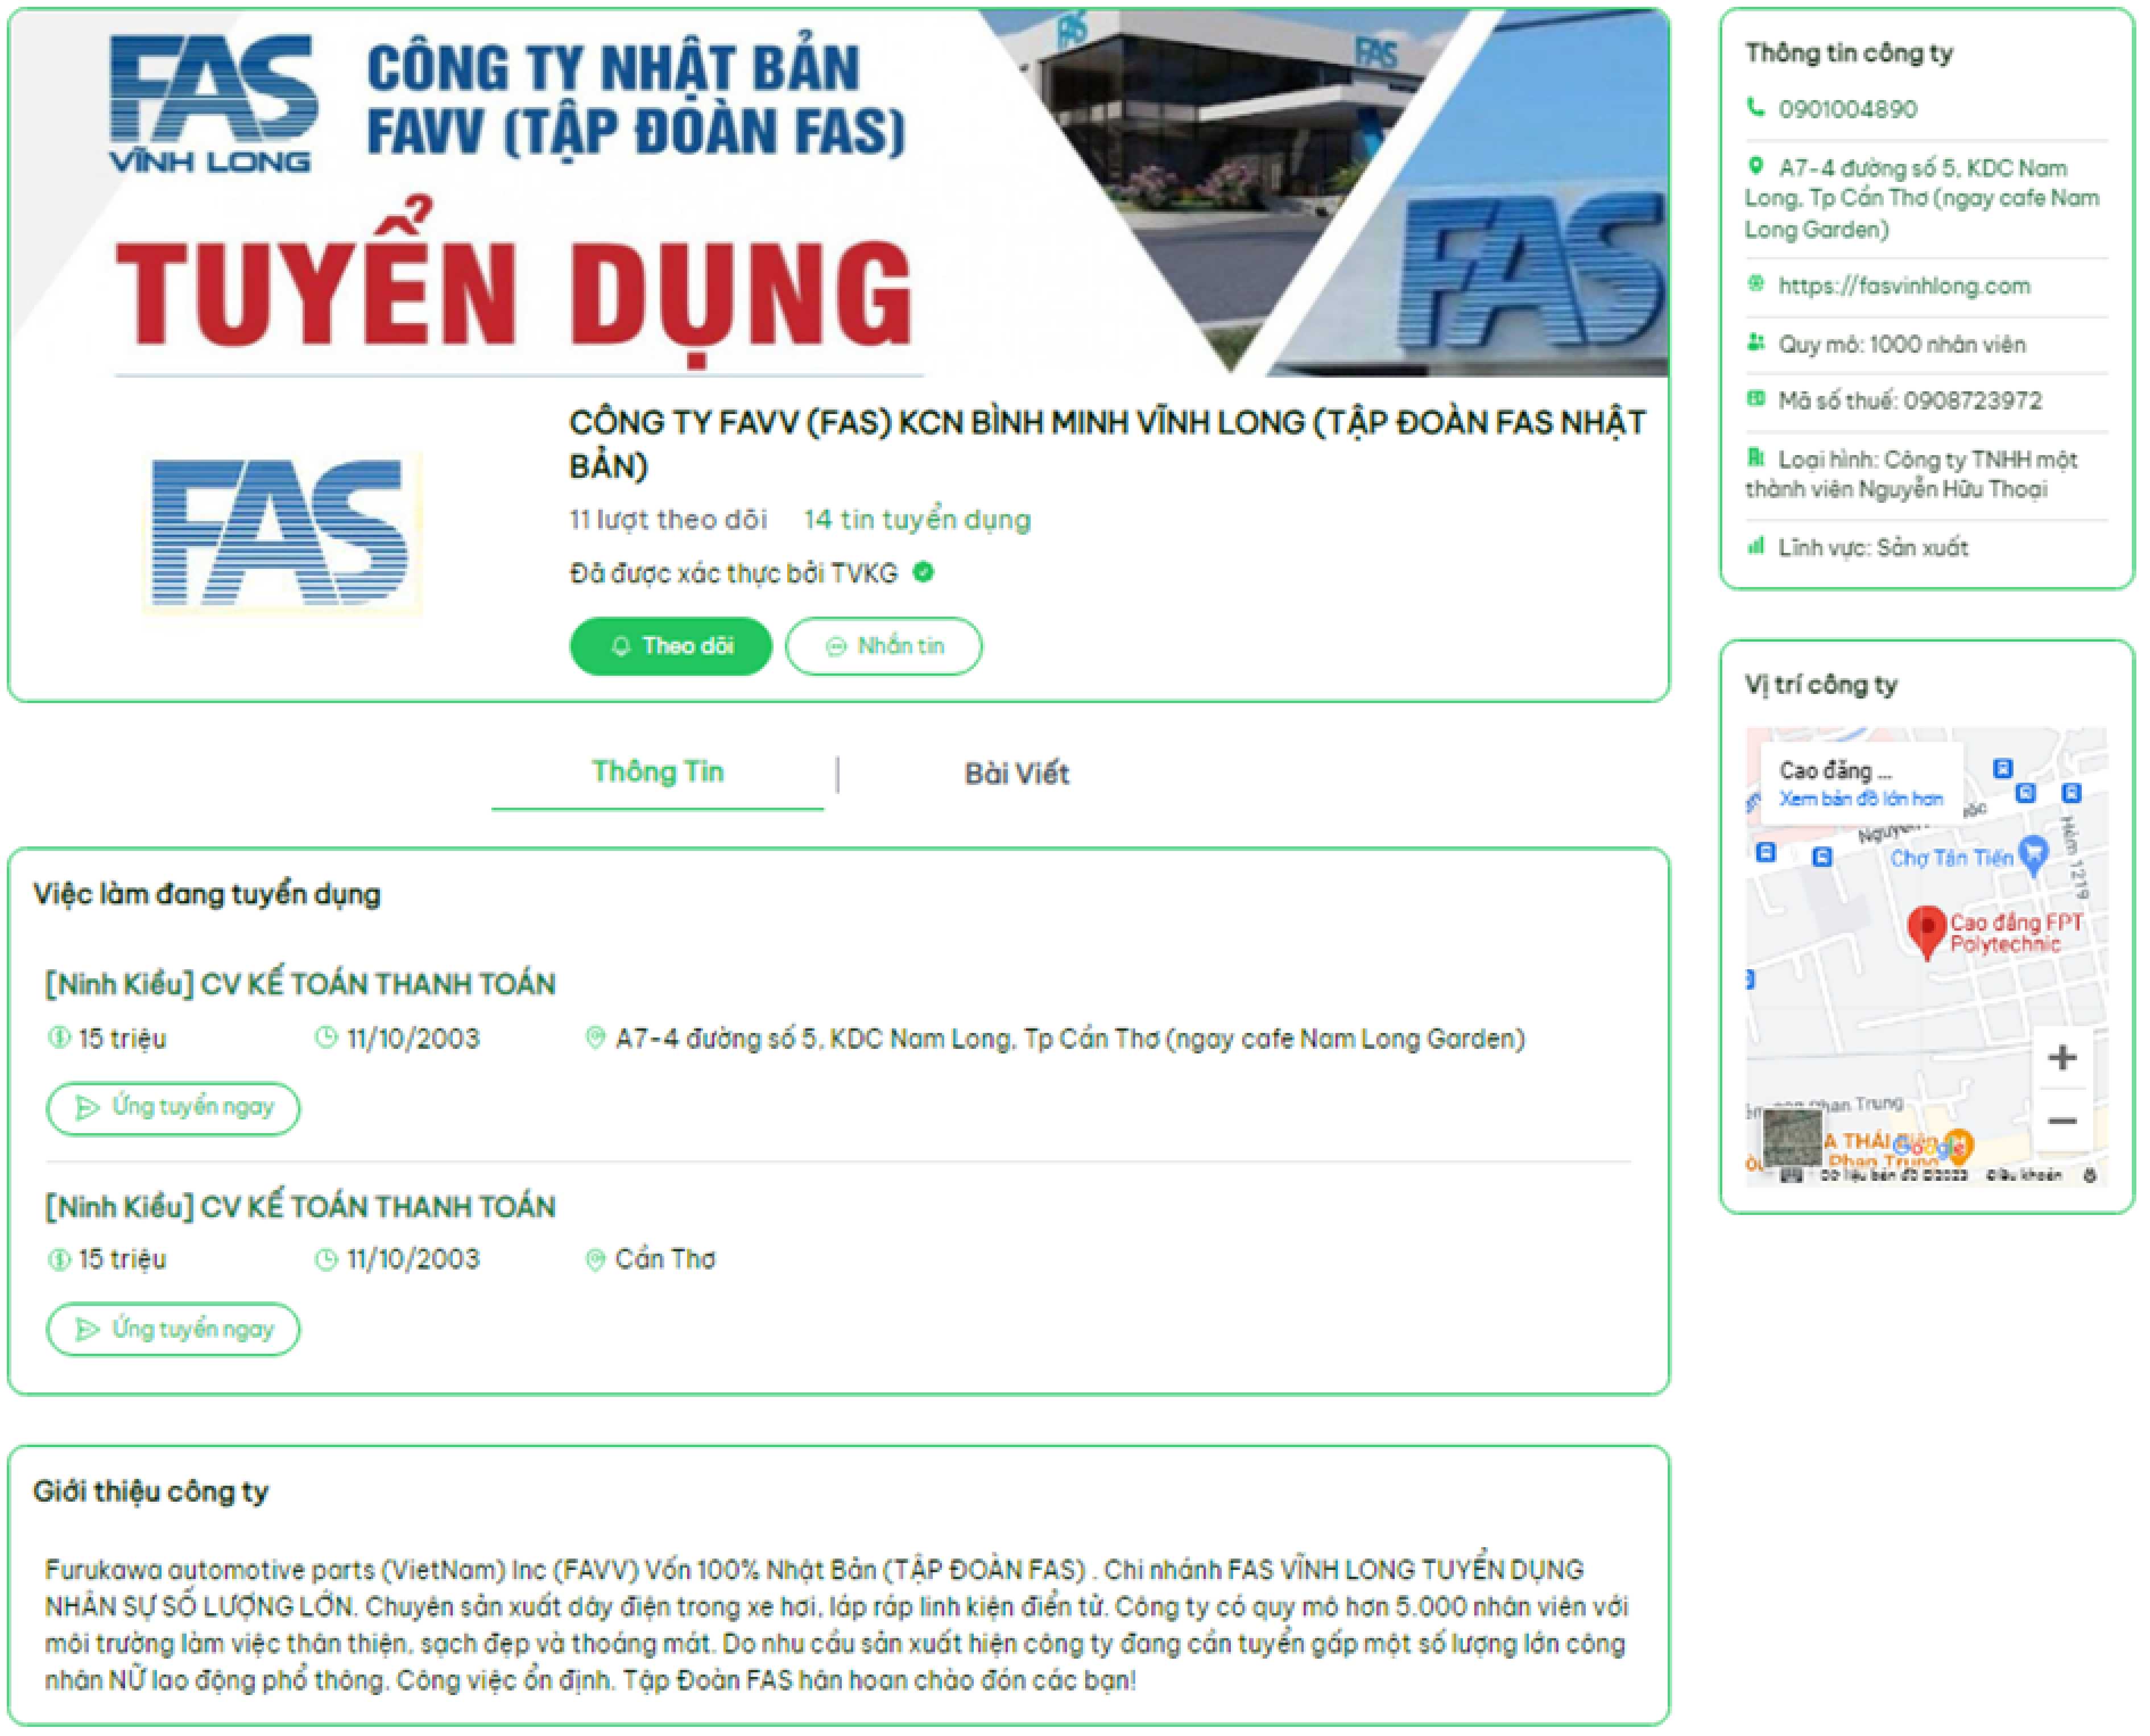 FAS
VĨNH LONG
CÔNG TY NHẬT BẢN
FAVV (TẬP ĐOÀN FAS)
TUYỂN DỤNG
FAS
FAS
FAS
FAS
CÔNG TY FAVV (FAS) KCN BÌNH MINH VĨNH LONG (TẬP ĐOÀN FAS NHẬT
BẢN)
11 lượt theo dõi 14 tin tuyển dụng
Đã được xác thực bởi TVKG
Theo dõi Nhắn tin
Thông Tin Bài Viết
Việc làm đang tuyển dụng
[Ninh Kiều] CV KẾ TOÁN THANH TOÁN
15 triệu 11/10/2003 A7-4 đường số 5, KDC Nam Long, Tp Cần Thơ (ngay cafe Nam Long Garden)
Ứng tuyển ngay
[Ninh Kiều] CV KẾ TOÁN THANH TOÁN
15 triệu 11/10/2003 Cần Thơ
Ứng tuyển ngay
Giới thiệu công ty
Furukawa automotive parts (VietNam) Inc (FAVV) Vốn 100% Nhật Bản (TẬP ĐOÀN FAS) . Chi nhánh FAS VĨNH LONG TUYỂN DỤNG
NHÂN SỰ SỐ LƯỢNG LỚN. Chuyên sản xuất dây điện trong xe hơi, láp ráp linh kiện điển tử. Công ty có quy mô hơn 5.000 nhân viên với
môi trường làm việc thân thiện, sạch đẹp và thoáng mát. Do nhu cầu sản xuất hiện công ty đang cần tuyển gấp một số lượng lớn công
nhân NỮ lao động phổ thông. Công việc ổn định. Tập Đoàn FAS hân hoan chào đón các bạn!
Thông tin công ty
0901004890
A7-4 đường số 5, KDC Nam
Long, Tp Cần Thơ (ngay cafe Nam
Long Garden)
https://fasvinhlong.com
Quy mô: 1000 nhân viên
Mã số thuế: 0908723972
Loại hình: Công ty TNHH một
thành viên Nguyễn Hữu Thoại
Lĩnh vực: Sản xuất
Vị trí công ty
Cao đẳng ...
Xem bản đồ lớn hơn
Chợ Tân Tiến
Hẻm 1219
Cao đẳng FPT
Polytechnic
+
Phan Trung
−
A THÁI
Phan Trung
Google
Dữ liệu bản đồ ©2023 Điều khoản